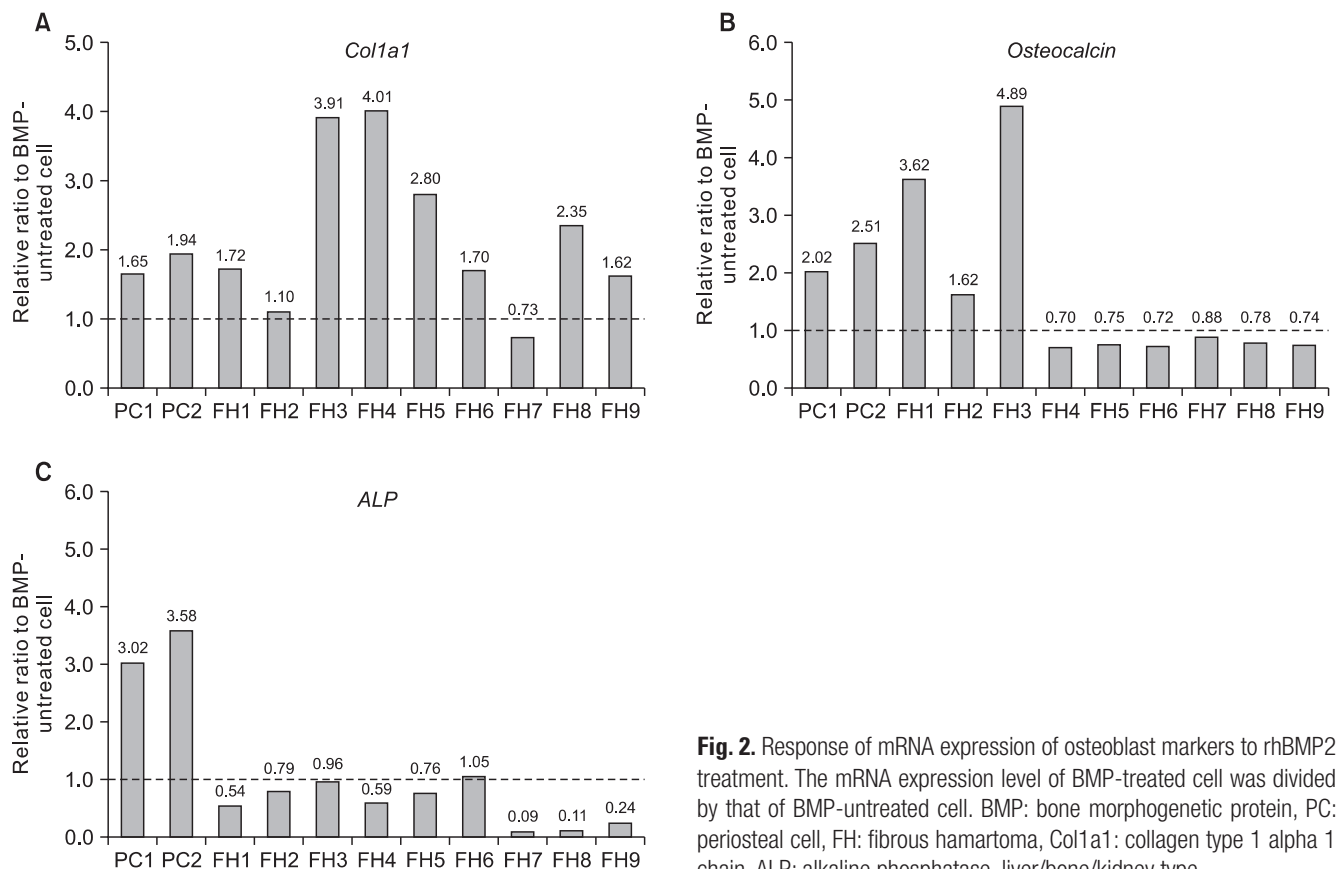 A
Col1a1
Relative ratio to BMP-
untreated cell
5.0
4.0
3.0
2.0
1.0
0.0
1.65
1.94
1.72
1.10
3.91
4.01
2.80
1.70
0.73
2.35
1.62
PC1 PC2 FH1 FH2 FH3 FH4 FH5 FH6 FH7 FH8 FH9
B
Osteocalcin
Relative ratio to BMP-
untreated cell
6.0
5.0
4.0
3.0
2.0
1.0
0.0
2.02
2.51
3.62
1.62
4.89
0.70
0.75
0.72
0.88
0.78
0.74
PC1 PC2 FH1 FH2 FH3 FH4 FH5 FH6 FH7 FH8 FH9
C
ALP
Relative ratio to BMP-
untreated cell
6.0
5.0
4.0
3.0
2.0
1.0
0.0
3.02
3.58
0.54
0.79
0.96
0.59
0.76
1.05
0.09
0.11
0.24
PC1 PC2 FH1 FH2 FH3 FH4 FH5 FH6 FH7 FH8 FH9
Fig. 2. Response of mRNA expression of osteoblast markers to rhBMP2
treatment. The mRNA expression level of BMP-treated cell was divided
by that of BMP-untreated cell. BMP: bone morphogenetic protein, PC:
periosteal cell, FH: fibrous hamartoma, Col1a1: collagen type 1 alpha 1
chain, ALP: alkaline phosphatase, liver/bone/kidney type.